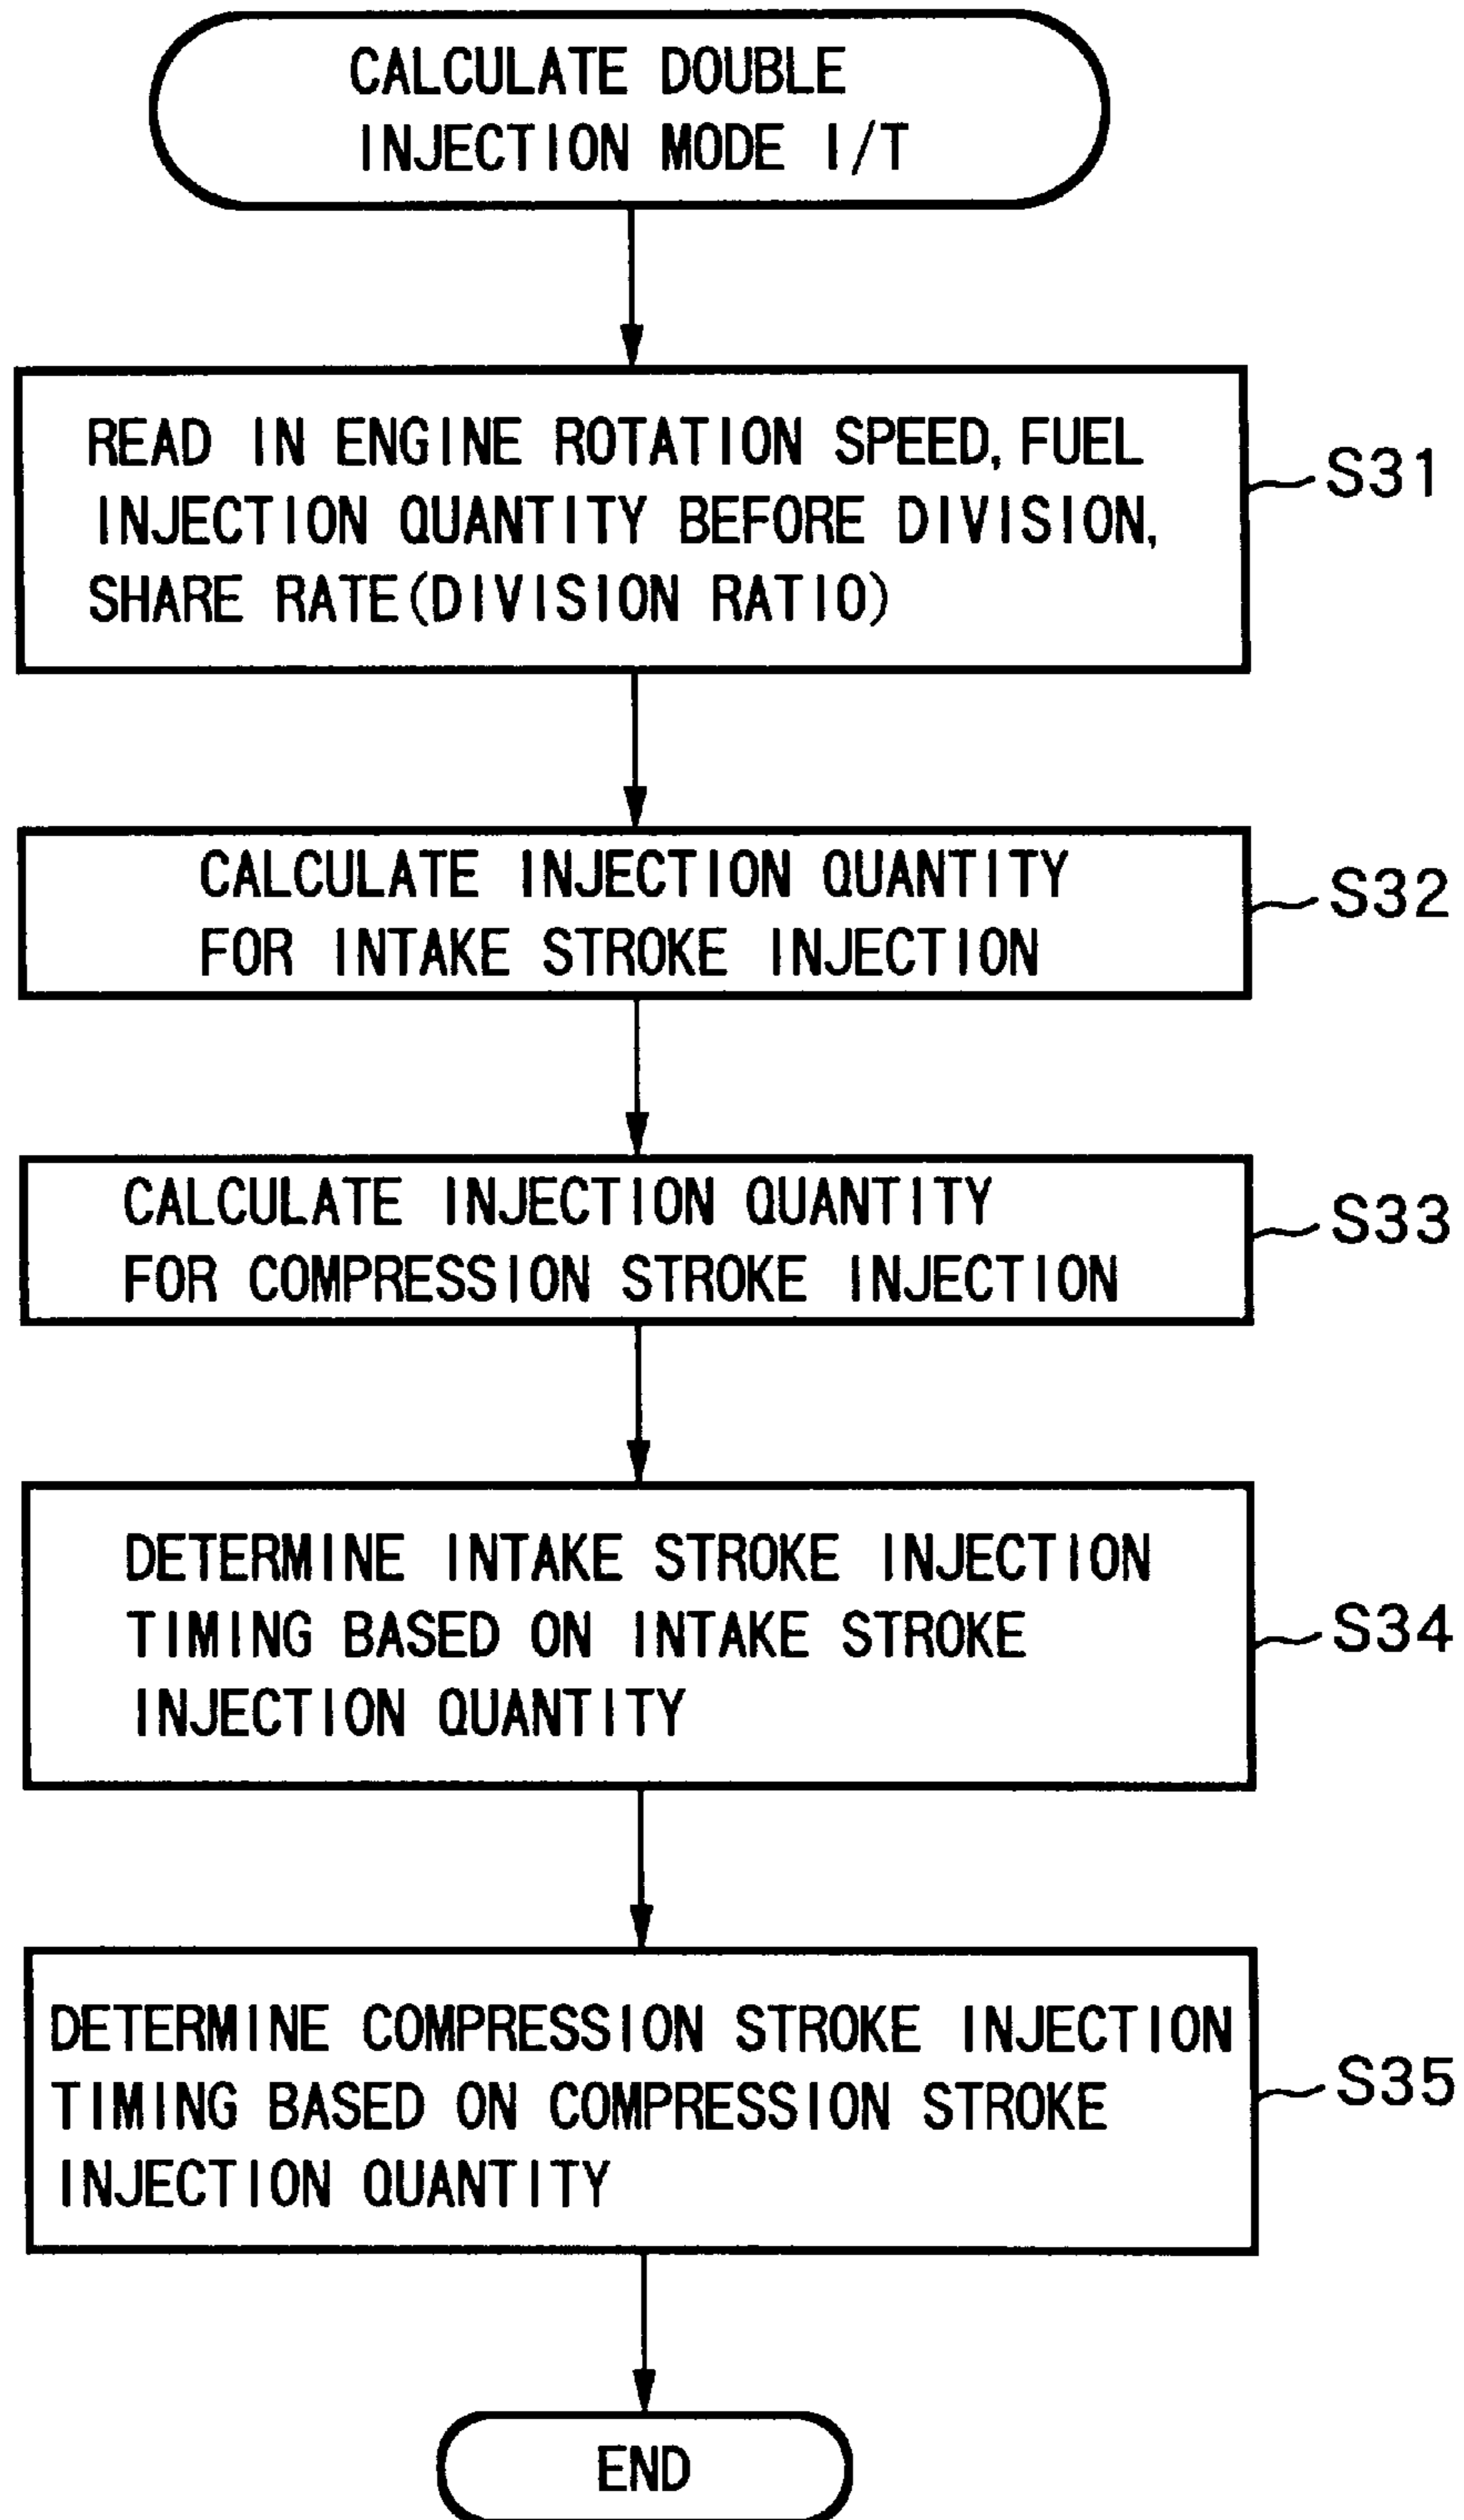 CALCULATE DOUBLE
INJECTION MODE I/T
READ IN ENGINE ROTATION SPEED, FUEL
INJECTION QUANTITY BEFORE DIVISION,
SHARE RATE(DIVISION RATIO)
S31
CALCULATE INJECTION QUANTITY
FOR INTAKE STROKE INJECTION
S32
CALCULATE INJECTION QUANTITY
FOR COMPRESSION STROKE INJECTION
S33
DETERMINE INTAKE STROKE INJECTION
TIMING BASED ON INTAKE STROKE
INJECTION QUANTITY
S34
DETERMINE COMPRESSION STROKE INJECTION
TIMING BASED ON COMPRESSION STROKE
INJECTION QUANTITY
S35
END